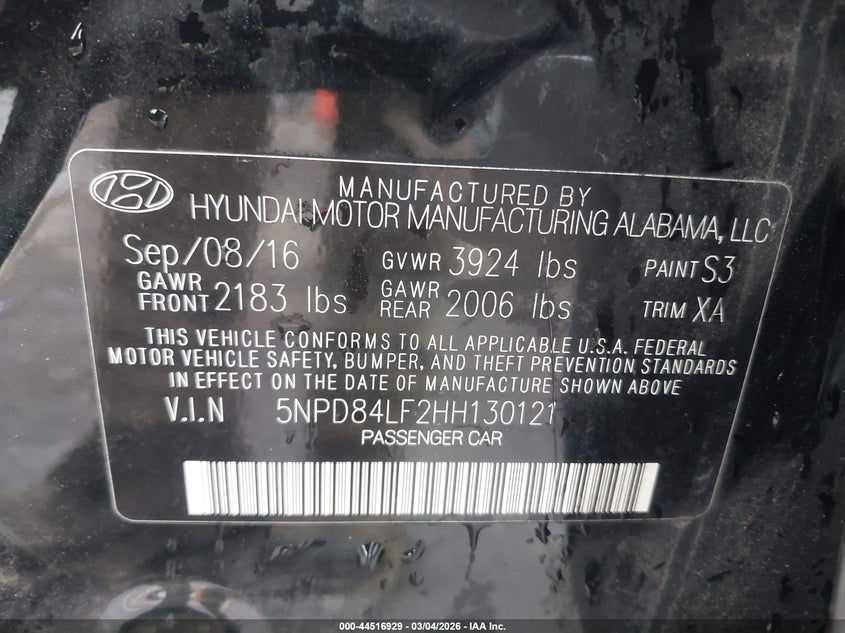 MANUFACTURED BY
HYUNDAI MOTOR MANUFACTURING ALABAMA, LLC
Sep/08/16 GVWR 3924 lbs PAINT S3
GAWR FRONT 2183 lbs GAWR REAR 2006 lbs TRIM XA
THIS VEHICLE CONFORMS TO ALL APPLICABLE U.S.A. FEDERAL
MOTOR VEHICLE SAFETY, BUMPER, AND THEFT PREVENTION STANDARDS
IN EFFECT ON THE DATE OF MANUFACTURE SHOWN ABOVE
V.I.N 5NPD84LF2HH130121
PASSENGER CAR
000-44516929 - 03/04/2026 - IAA Inc.